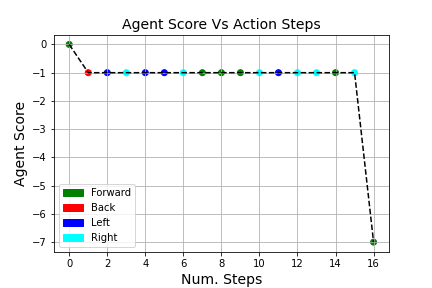 Agent Score Vs Action Steps
0
−1
−2
−3
−4
−5
−6
−7
Agent Score
Forward
Back
Left
Right
0 2 4 6 8 10 12 14 16
Num. Steps